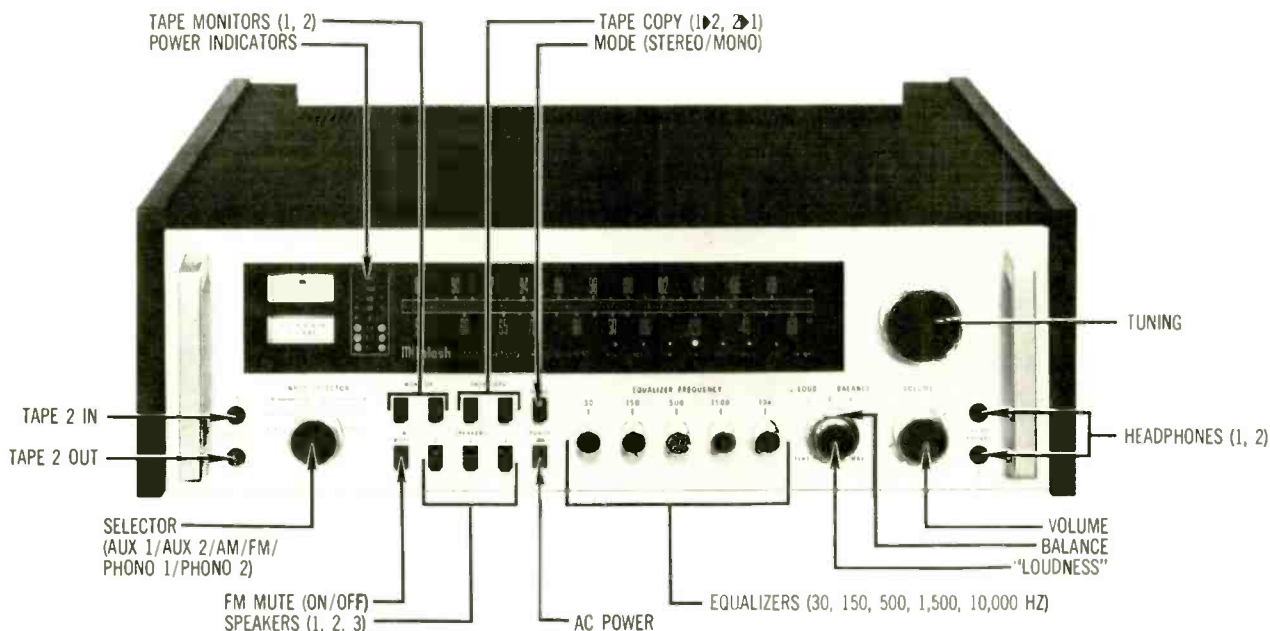 TAPE MONITORS (1, 2)
POWER INDICATORS
TAPE COPY (1▶2, 2▶1)
MODE (STEREO/MONO)
McIntosh
TUNING
MONITOR
EQUALIZER FREQUENCY
LOUD BALANCE VOLUME
30 150 500 1500 10K
SPEAKERS
TAPE 2 IN
TAPE 2 OUT
HEADPHONES (1, 2)
SELECTOR
(AUX 1/AUX 2/AM/FM/
PHONO 1/PHONO 2)
VOLUME
BALANCE
"LOUDNESS"
FM MUTE (ON/OFF)
SPEAKERS (1, 2, 3)
AC POWER
EQUALIZERS (30, 150, 500, 1,500, 10,000 HZ)